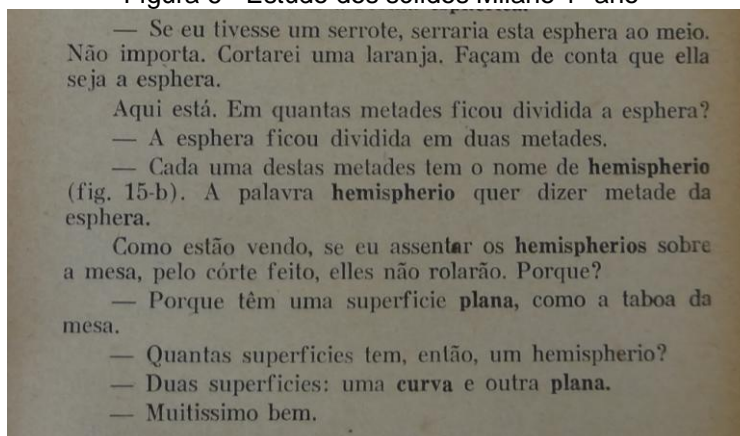 — Se eu tivesse um serrote, serraria esta esphera ao meio.
Não importa. Cortarei uma laranja. Façam de conta que ella
seja a esphera.
Aqui está. Em quantas metades ficou dividida a esphera?
— A esphera ficou dividida em duas metades.
— Cada uma destas metades tem o nome de hemispherio
(fig. 15-b). A palavra hemispherio quer dizer metade da
esphera.
Como estão vendo, se eu assentar os hemispherios sobre
a mesa, pelo córte feito, elles não rolarão. Porque?
— Porque têm uma superficie plana, como a taboa da
mesa.
— Quantas superficies tem, então, um hemispherio?
— Duas superficies: uma curva e outra plana.
— Muitissimo bem.